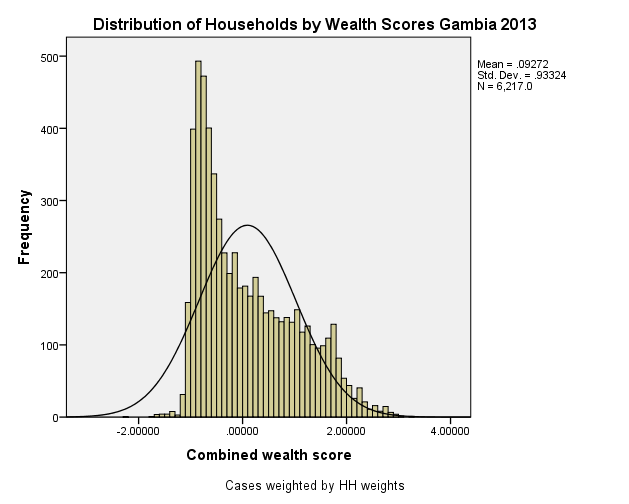 Distribution of Households by Wealth Scores Gambia 2013
Mean = .09272
Std. Dev. = .93324
N = 6,217.0
500
400
300
200
100
0
Frequency
-2.00000 .00000 2.00000 4.00000
Combined wealth score
Cases weighted by HH weights